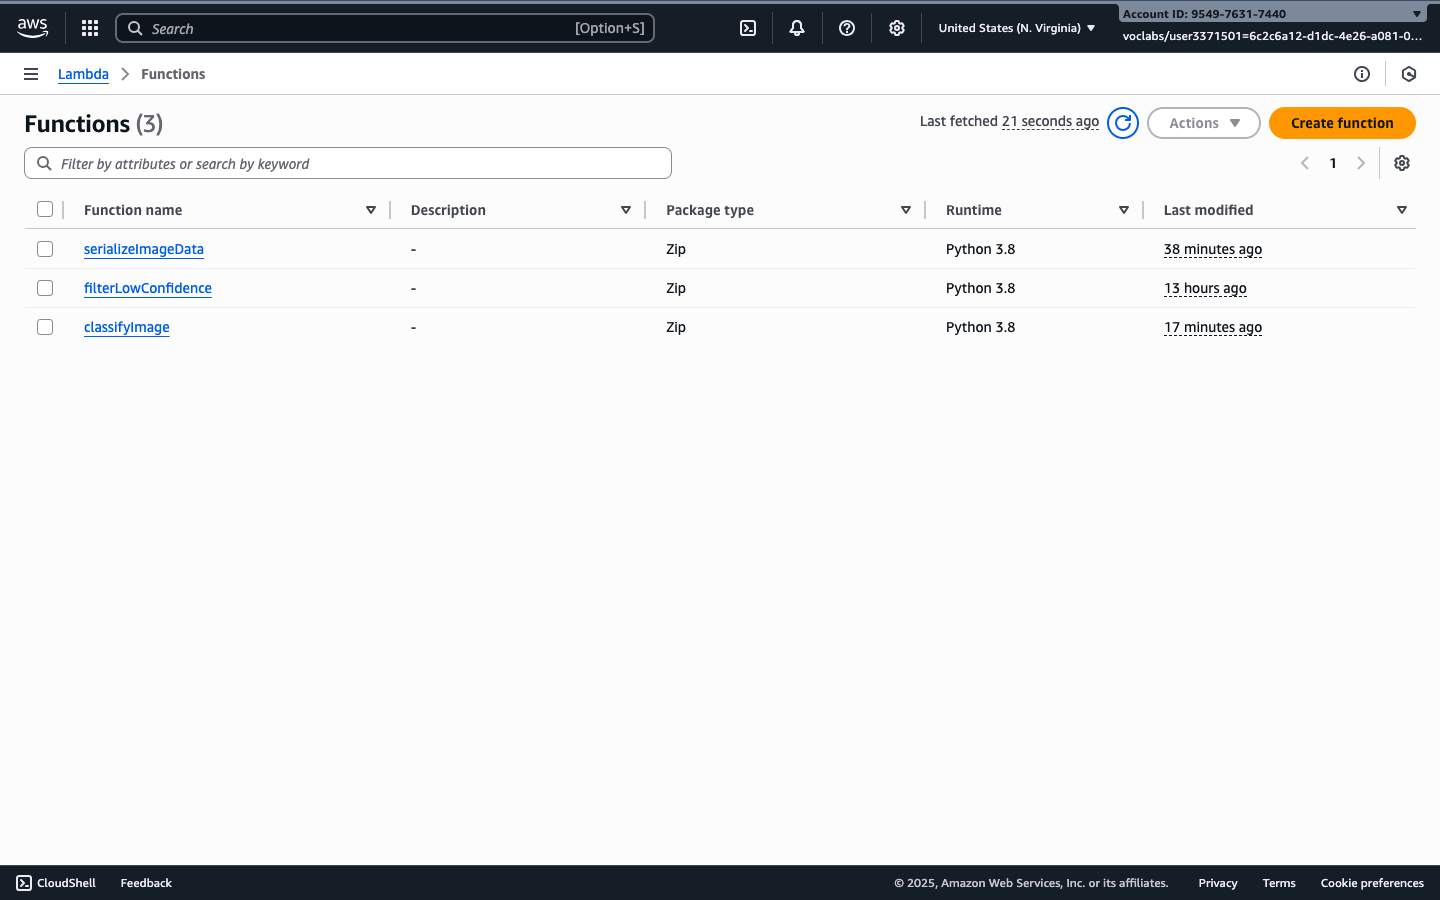 aws
Search [Option+S]
United States (N. Virginia)
Account ID: 9549-7631-7440
voclabs/user3371501=6c2c6a12-d1dc-4e26-a081-0...
Lambda Functions
Functions (3)
Last fetched 21 seconds ago Actions Create function
Filter by attributes or search by keyword
1
Function name Description Package type Runtime Last modified
serializeImageData - Zip Python 3.8 38 minutes ago
filterLowConfidence - Zip Python 3.8 13 hours ago
classifyImage - Zip Python 3.8 17 minutes ago
CloudShell Feedback © 2025, Amazon Web Services, Inc. or its affiliates. Privacy Terms Cookie preferences